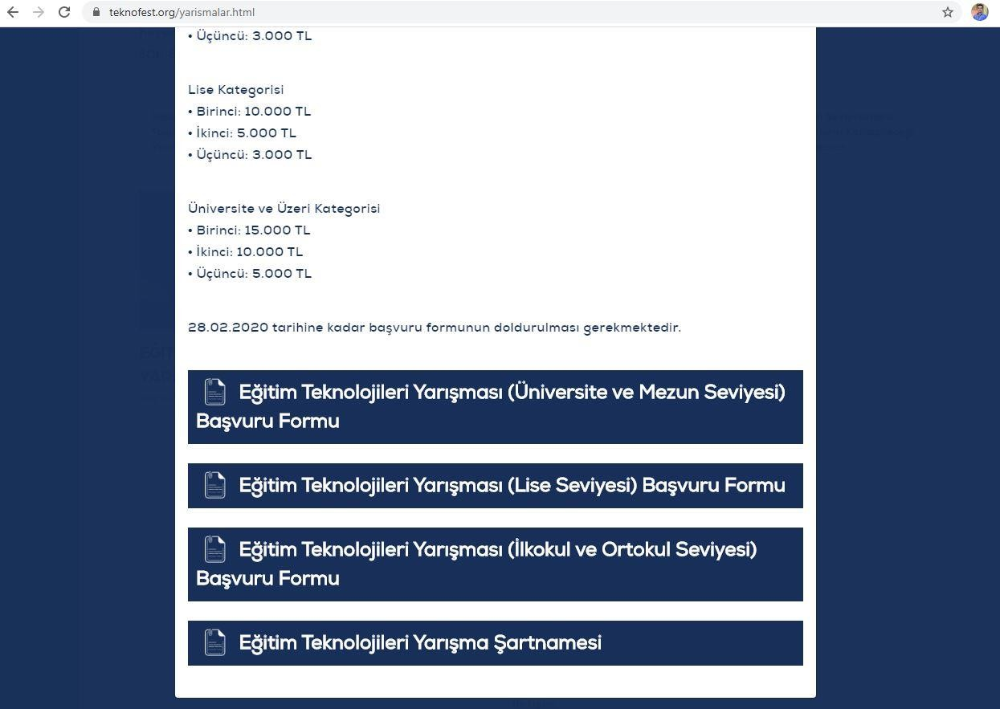 teknofest.org/yarismalar.html
• Üçüncü: 3.000 TL
Lise Kategorisi
• Birinci: 10.000 TL
• İkinci: 5.000 TL
• Üçüncü: 3.000 TL
Üniversite ve Üzeri Kategorisi
• Birinci: 15.000 TL
• İkinci: 10.000 TL
• Üçüncü: 5.000 TL
28.02.2020 tarihine kadar başvuru formunun doldurulması gerekmektedir.
Eğitim Teknolojileri Yarışması (Üniversite ve Mezun Seviyesi)
Başvuru Formu
Eğitim Teknolojileri Yarışması (Lise Seviyesi) Başvuru Formu
Eğitim Teknolojileri Yarışması (İlkokul ve Ortokul Seviyesi)
Başvuru Formu
Eğitim Teknolojileri Yarışma Şartnamesi